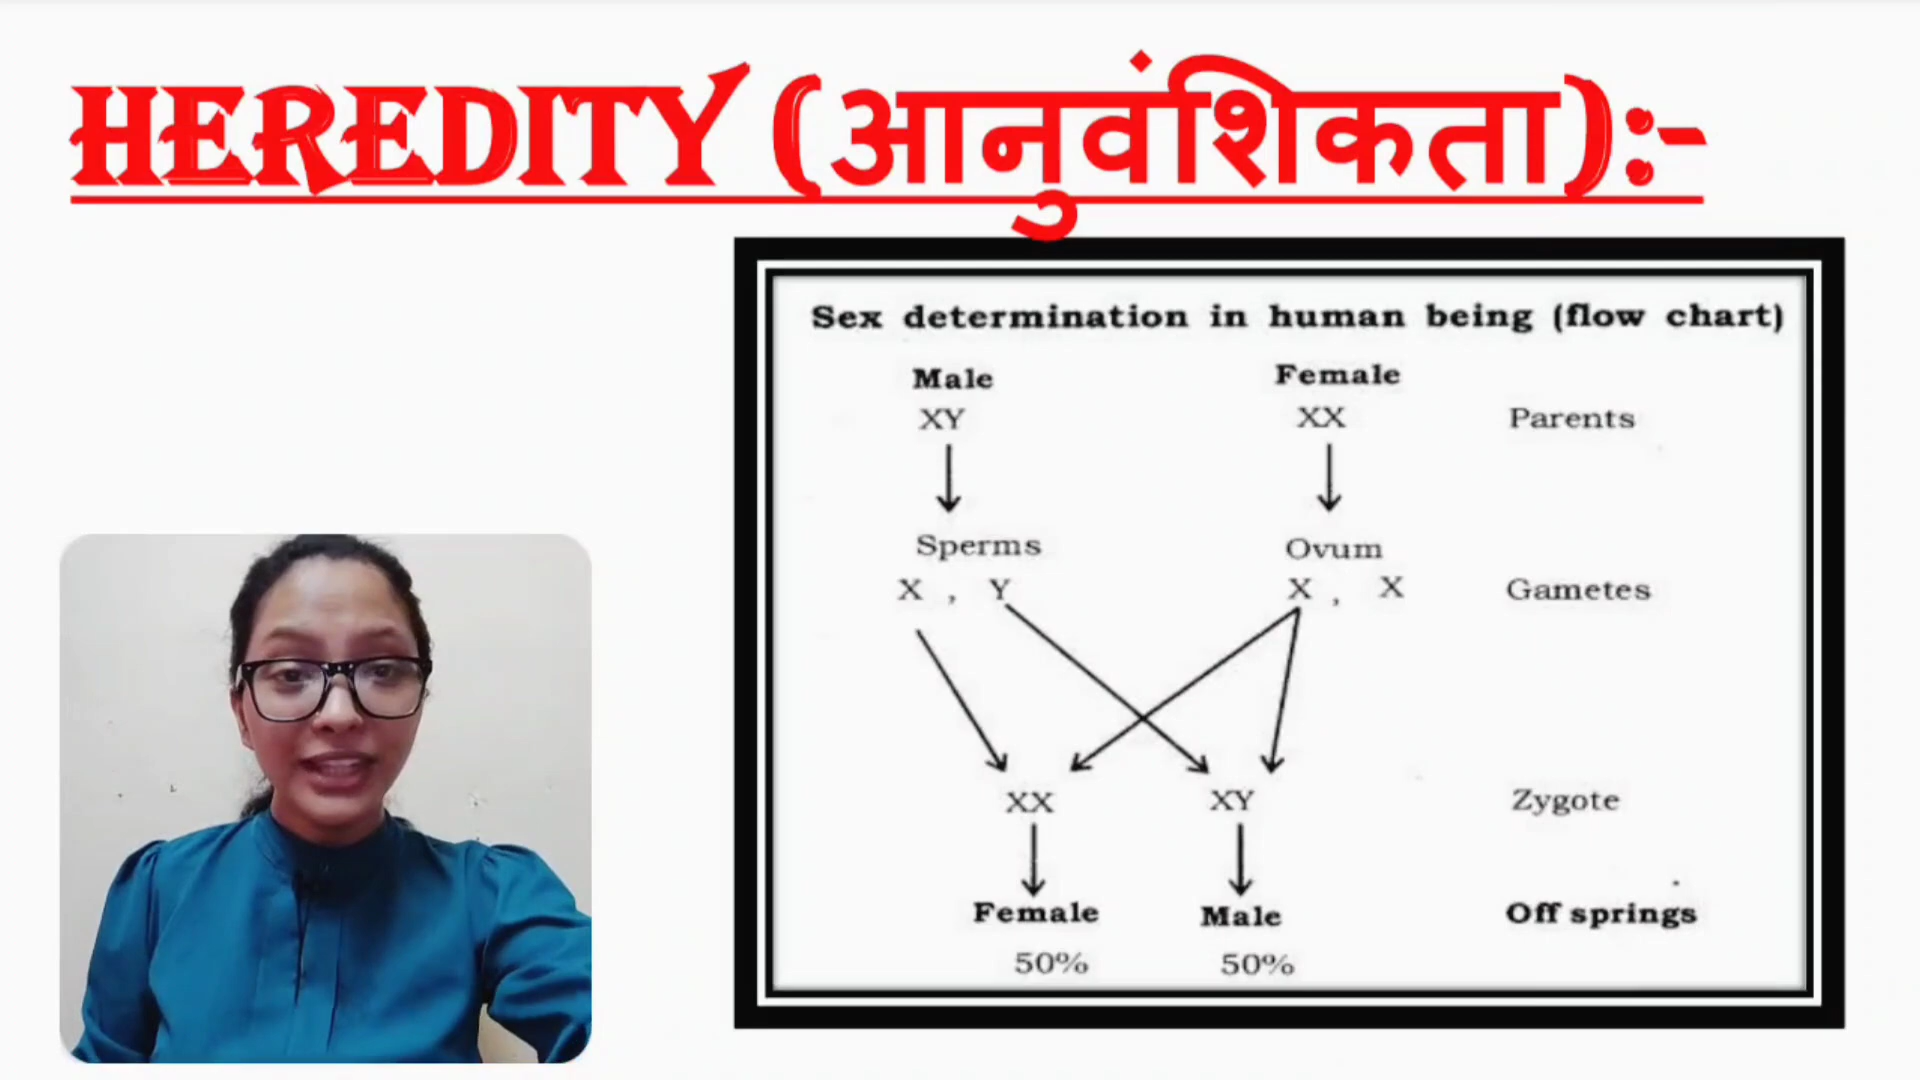 HEREDITY (आनुवंशिकता):-
Sex determination in human being (flow chart)
Male Female
XY XX Parents
Sperms Ovum
X , Y X , X Gametes
XX XY Zygote
Female Male Off springs
50% 50%